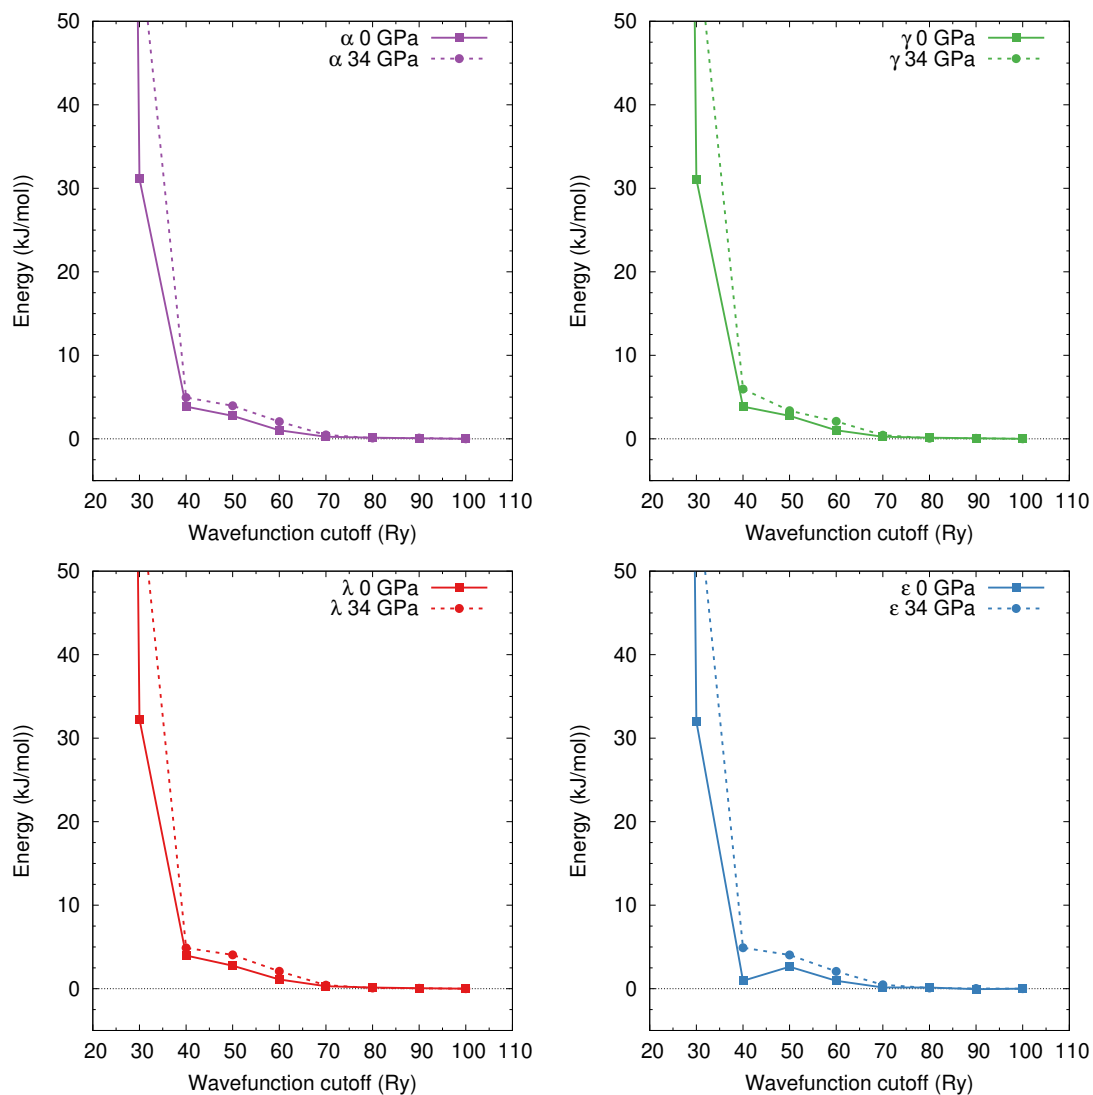 α 0 GPa
α 34 GPa
Energy (kJ/mol))
50
40
30
20
10
0
20 30 40 50 60 70 80 90 100 110
Wavefunction cutoff (Ry)
γ 0 GPa
γ 34 GPa
Energy (kJ/mol))
50
40
30
20
10
0
20 30 40 50 60 70 80 90 100 110
Wavefunction cutoff (Ry)
λ 0 GPa
λ 34 GPa
Energy (kJ/mol))
50
40
30
20
10
0
20 30 40 50 60 70 80 90 100 110
Wavefunction cutoff (Ry)
ε 0 GPa
ε 34 GPa
Energy (kJ/mol))
50
40
30
20
10
0
20 30 40 50 60 70 80 90 100 110
Wavefunction cutoff (Ry)